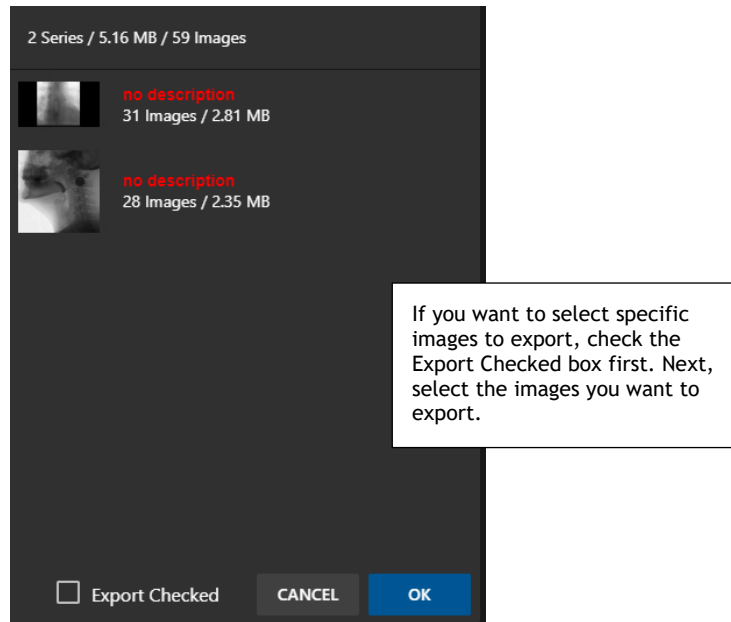 2 Series / 5.16 MB / 59 Images
no description
31 Images / 2.81 MB
no description
28 Images / 2.35 MB
If you want to select specific
images to export, check the
Export Checked box first. Next,
select the images you want to
export.
Export Checked CANCEL OK